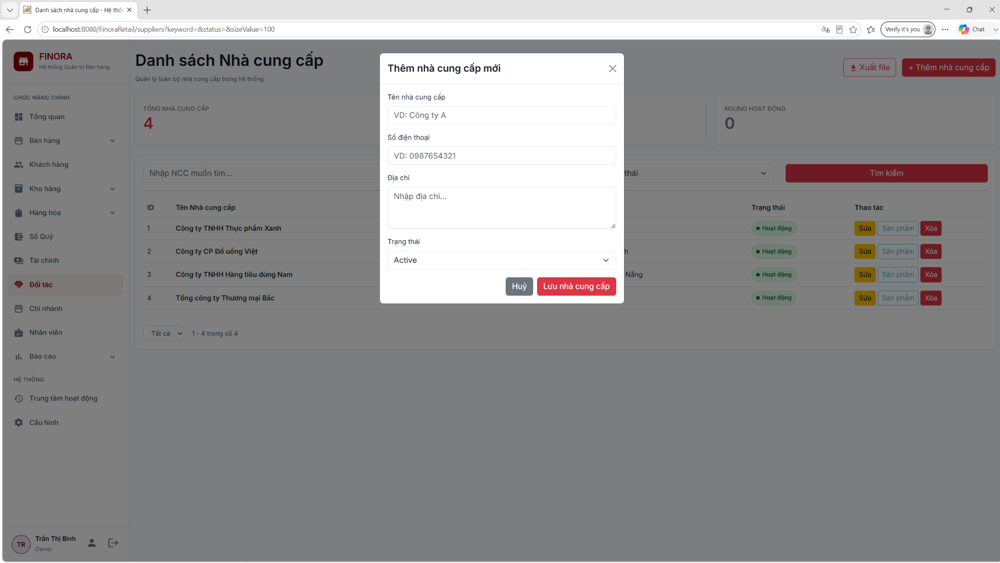 Danh sách nhà cung cấp - Hệ thốn
localhost:8080/FinoraRetail/suppliers?keyword=&status=&sizeValue=100
Verify it's you
Chat
FINORA
Hệ thống Quản trị Bán hàng
CHỨC NĂNG CHÍNH
Tổng quan
Bán hàng
Khách hàng
Kho hàng
Hàng hóa
Sổ Quỹ
Tài chính
Đối tác
Chi nhánh
Nhân viên
Báo cáo
HỆ THỐNG
Trung tâm hoạt động
Cấu hình
TR
Trần Thị Bình
Owner
Danh sách Nhà cung cấp
Quản lý toàn bộ nhà cung cấp trong hệ thống
Xuất file
+ Thêm nhà cung cấp
TỔNG NHÀ CUNG CẤP
4
NGƯNG HOẠT ĐỘNG
0
Nhập NCC muốn tìm...
thái
Tìm kiếm
ID Tên Nhà cung cấp Trạng thái Thao tác
1 Công ty TNHH Thực phẩm Xanh Hoạt động Sửa Sản phẩm Xóa
2 Công ty CP Đồ uống Việt h Hoạt động Sửa Sản phẩm Xóa
3 Công ty TNHH Hàng tiêu dùng Nam Nẵng Hoạt động Sửa Sản phẩm Xóa
4 Tổng công ty Thương mại Bắc Hoạt động Sửa Sản phẩm Xóa
Tất cả 1 - 4 trong số 4
Thêm nhà cung cấp mới
Tên nhà cung cấp
VD: Công ty A
Số điện thoại
VD: 0987654321
Địa chỉ
Nhập địa chỉ...
Trạng thái
Active
Huỷ
Lưu nhà cung cấp